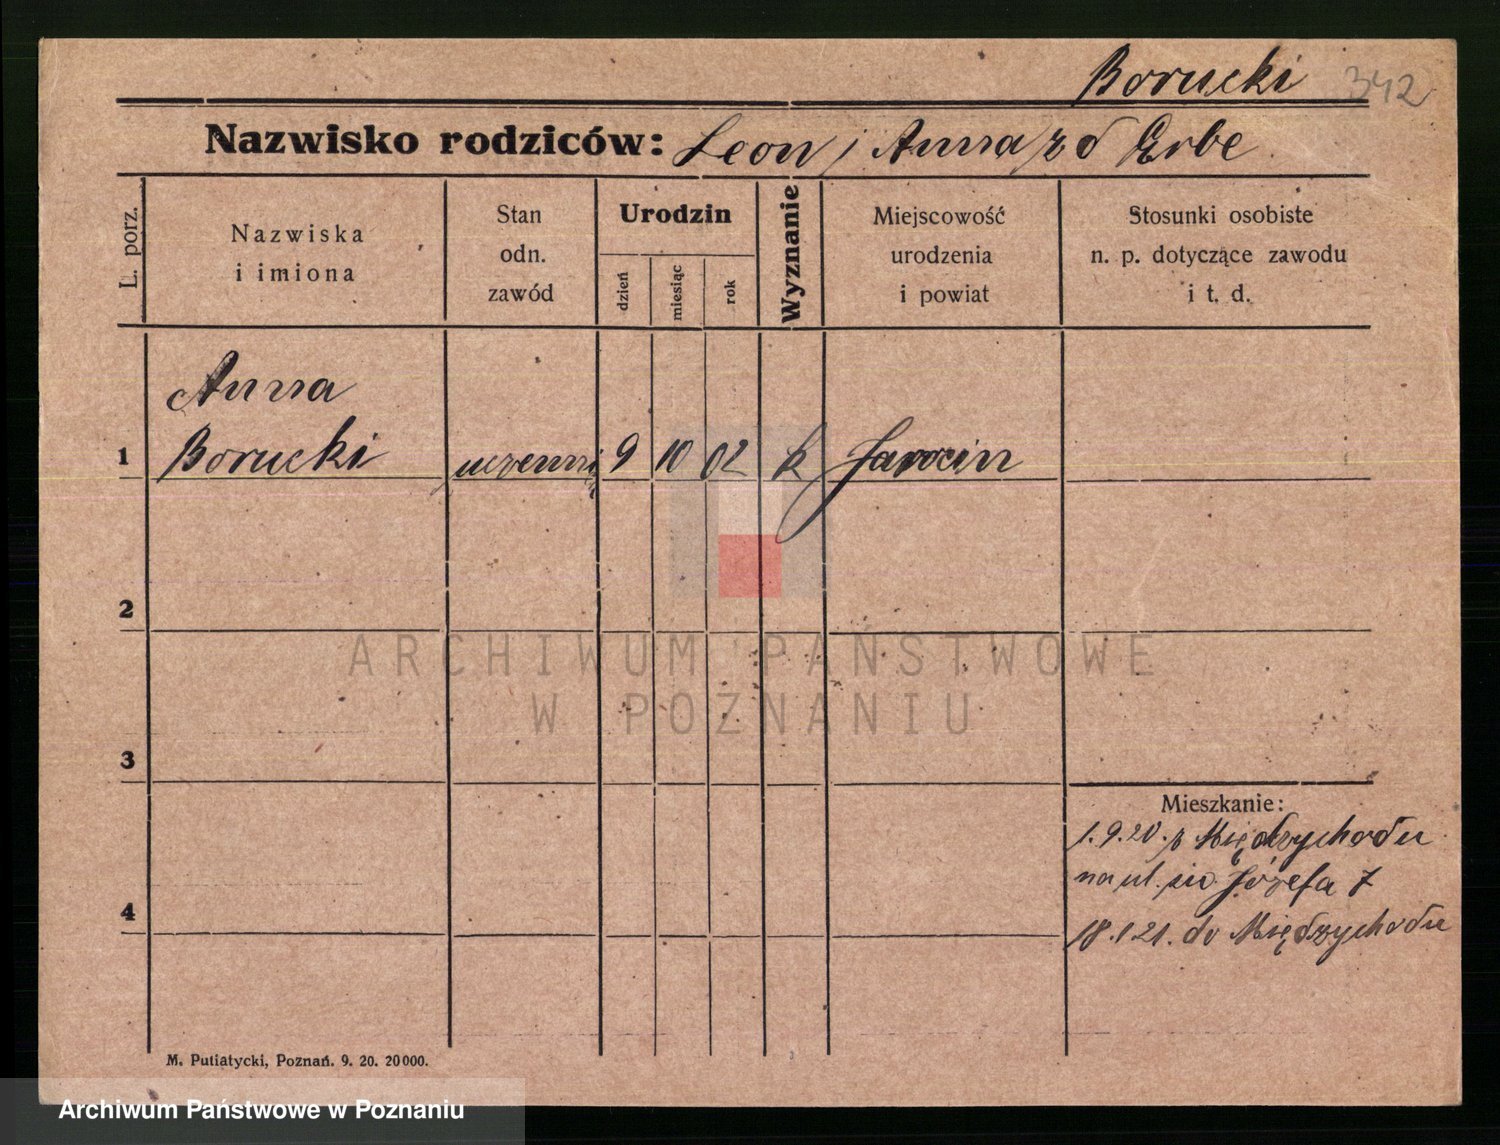 Borucki 342
Nazwisko rodziców: Leon i Anna zd Erbe
L. porz.
Nazwiska
i imiona
Stan
odn.
zawód
Urodzin
dzień
miesiąc
rok
Wyznanie
Miejscowość
urodzenia
i powiat
Stosunki osobiste
n. p. dotyczące zawodu
i t. d.
Anna
1 Borucki 9 10 02 k Jarocin
2
ARCHIWUM PAŃSTWOWE
W POZNANIU
3
Mieszkanie:
1.9.20. z Międzychodu
na ul. św Józefa 7
4
18.1 21. do Międzychodu
M. Putiatycki, Poznań. 9. 20. 20000.
Archiwum Państwowe w Poznaniu